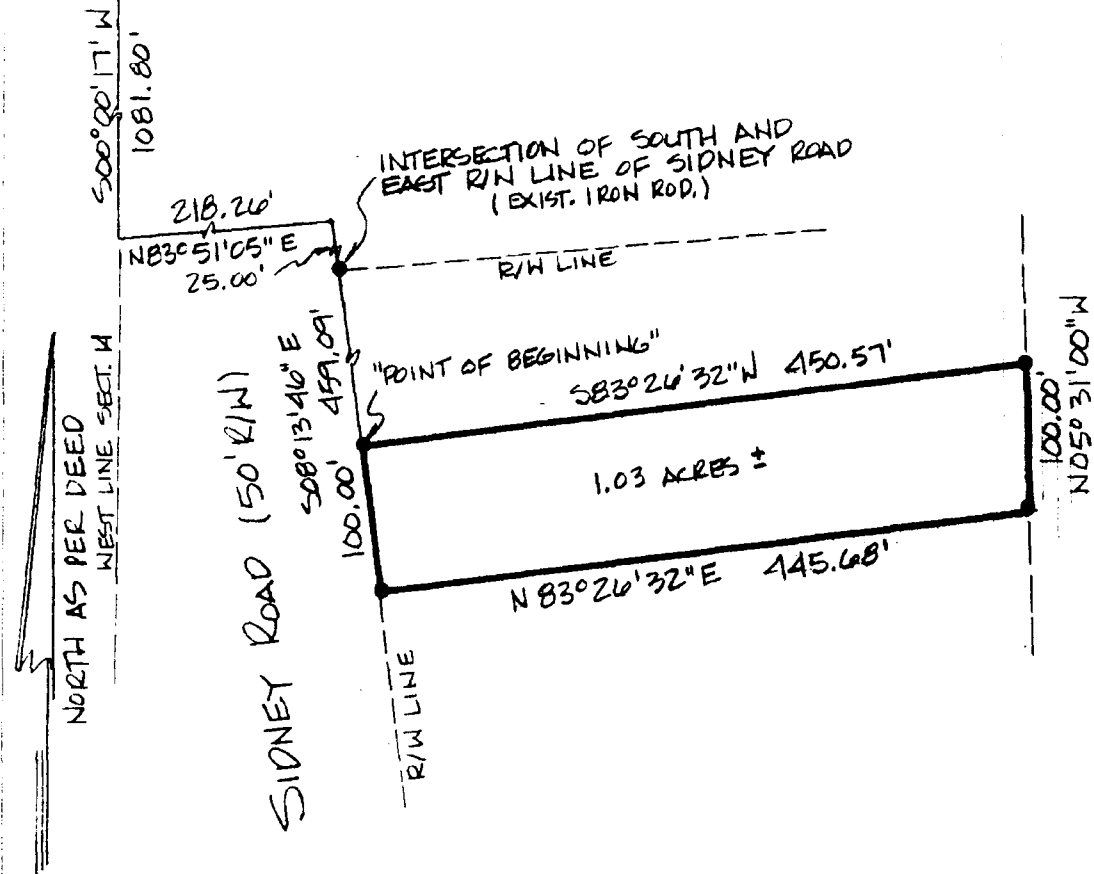 S00°00'17" W
1081.80'
INTERSECTION OF SOUTH AND
EAST R/W LINE OF SIDNEY ROAD
(EXIST. IRON ROD.)
218.26'
N83°51'05" E
25.00'
R/W LINE
S08°13'46" E
459.09'
"POINT OF BEGINNING"
S83°26'32"W 450.57'
1.03 ACRES ±
100.00'
N05°31'00"W
100.00'
N 83°26'32"E 445.68'
SIDNEY ROAD (50' R/W)
R/W LINE
NORTH AS PER DEED
WEST LINE SECT. 14